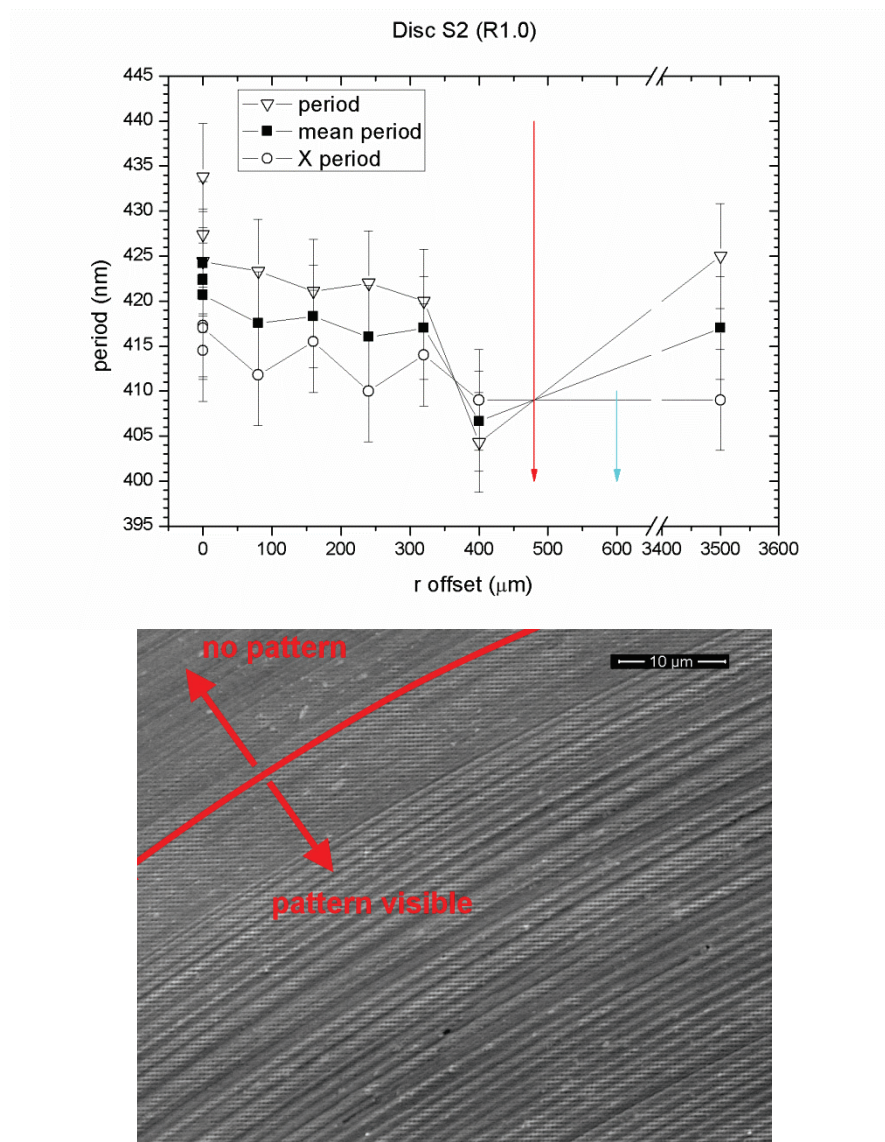 Disc S2 (R1.0)
445
440
435
430
425
420
415
410
405
400
395
period (nm)
period
mean period
X period
0 100 200 300 400 500 600 3400 3500 3600
r offset (μm)
no pattern
10 μm
pattern visible